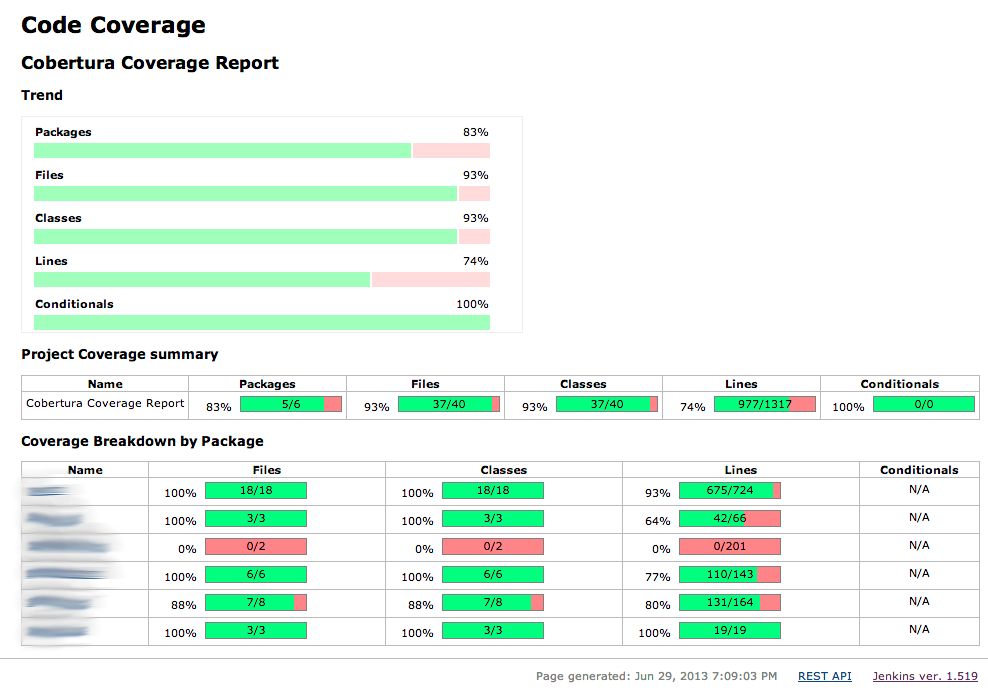 Code Coverage
Cobertura Coverage Report
Trend
Packages 83%
Files 93%
Classes 93%
Lines 74%
Conditionals 100%
Project Coverage summary
Name Packages Files Classes Lines Conditionals
Cobertura Coverage Report 83% 5/6 93% 37/40 93% 37/40 74% 977/1317 100% 0/0
Coverage Breakdown by Package
Name Files Classes Lines Conditionals
100% 18/18 100% 18/18 93% 675/724 N/A
100% 3/3 100% 3/3 64% 42/66 N/A
0% 0/2 0% 0/2 0% 0/201 N/A
100% 6/6 100% 6/6 77% 110/143 N/A
88% 7/8 88% 7/8 80% 131/164 N/A
100% 3/3 100% 3/3 100% 19/19 N/A
Page generated: Jun 29, 2013 7:09:03 PM REST API Jenkins ver. 1.519